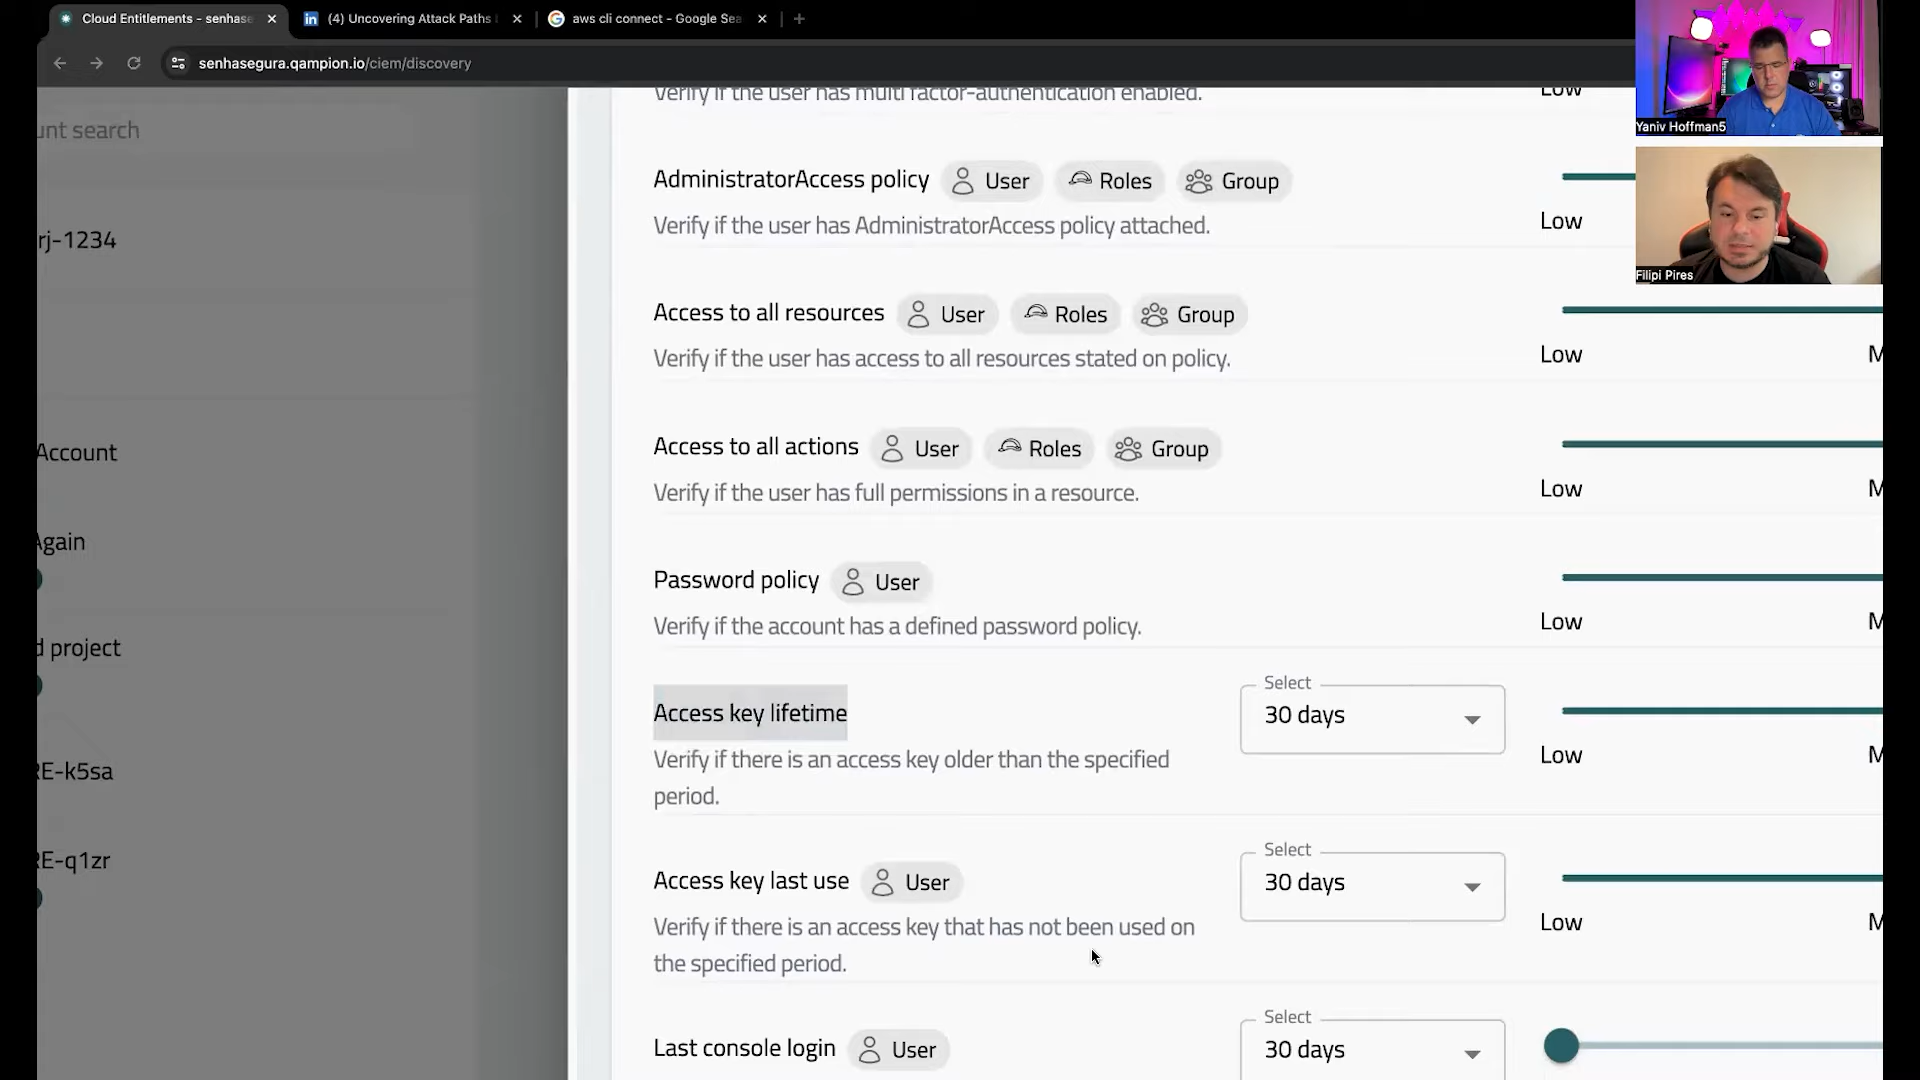 Cloud Entitlements - senhase
(4) Uncovering Attack Paths
aws cli connect - Google Sea
senhasegura.qampion.io/ciem/discovery
Yaniv Hoffman5
Filipi Pires
unt search
rj-1234
Account
Again
d project
RE-k5sa
RE-q1zr
Verify if the user has multi factor-authentication enabled.
Low
AdministratorAccess policy User Roles Group
Verify if the user has AdministratorAccess policy attached.
Low
Access to all resources User Roles Group
Verify if the user has access to all resources stated on policy.
Low M
Access to all actions User Roles Group
Verify if the user has full permissions in a resource.
Low M
Password policy User
Verify if the account has a defined password policy.
Low M
Access key lifetime
Verify if there is an access key older than the specified
period.
Select
30 days
Low M
Access key last use User
Verify if there is an access key that has not been used on
the specified period.
Select
30 days
Low M
Last console login User
Select
30 days